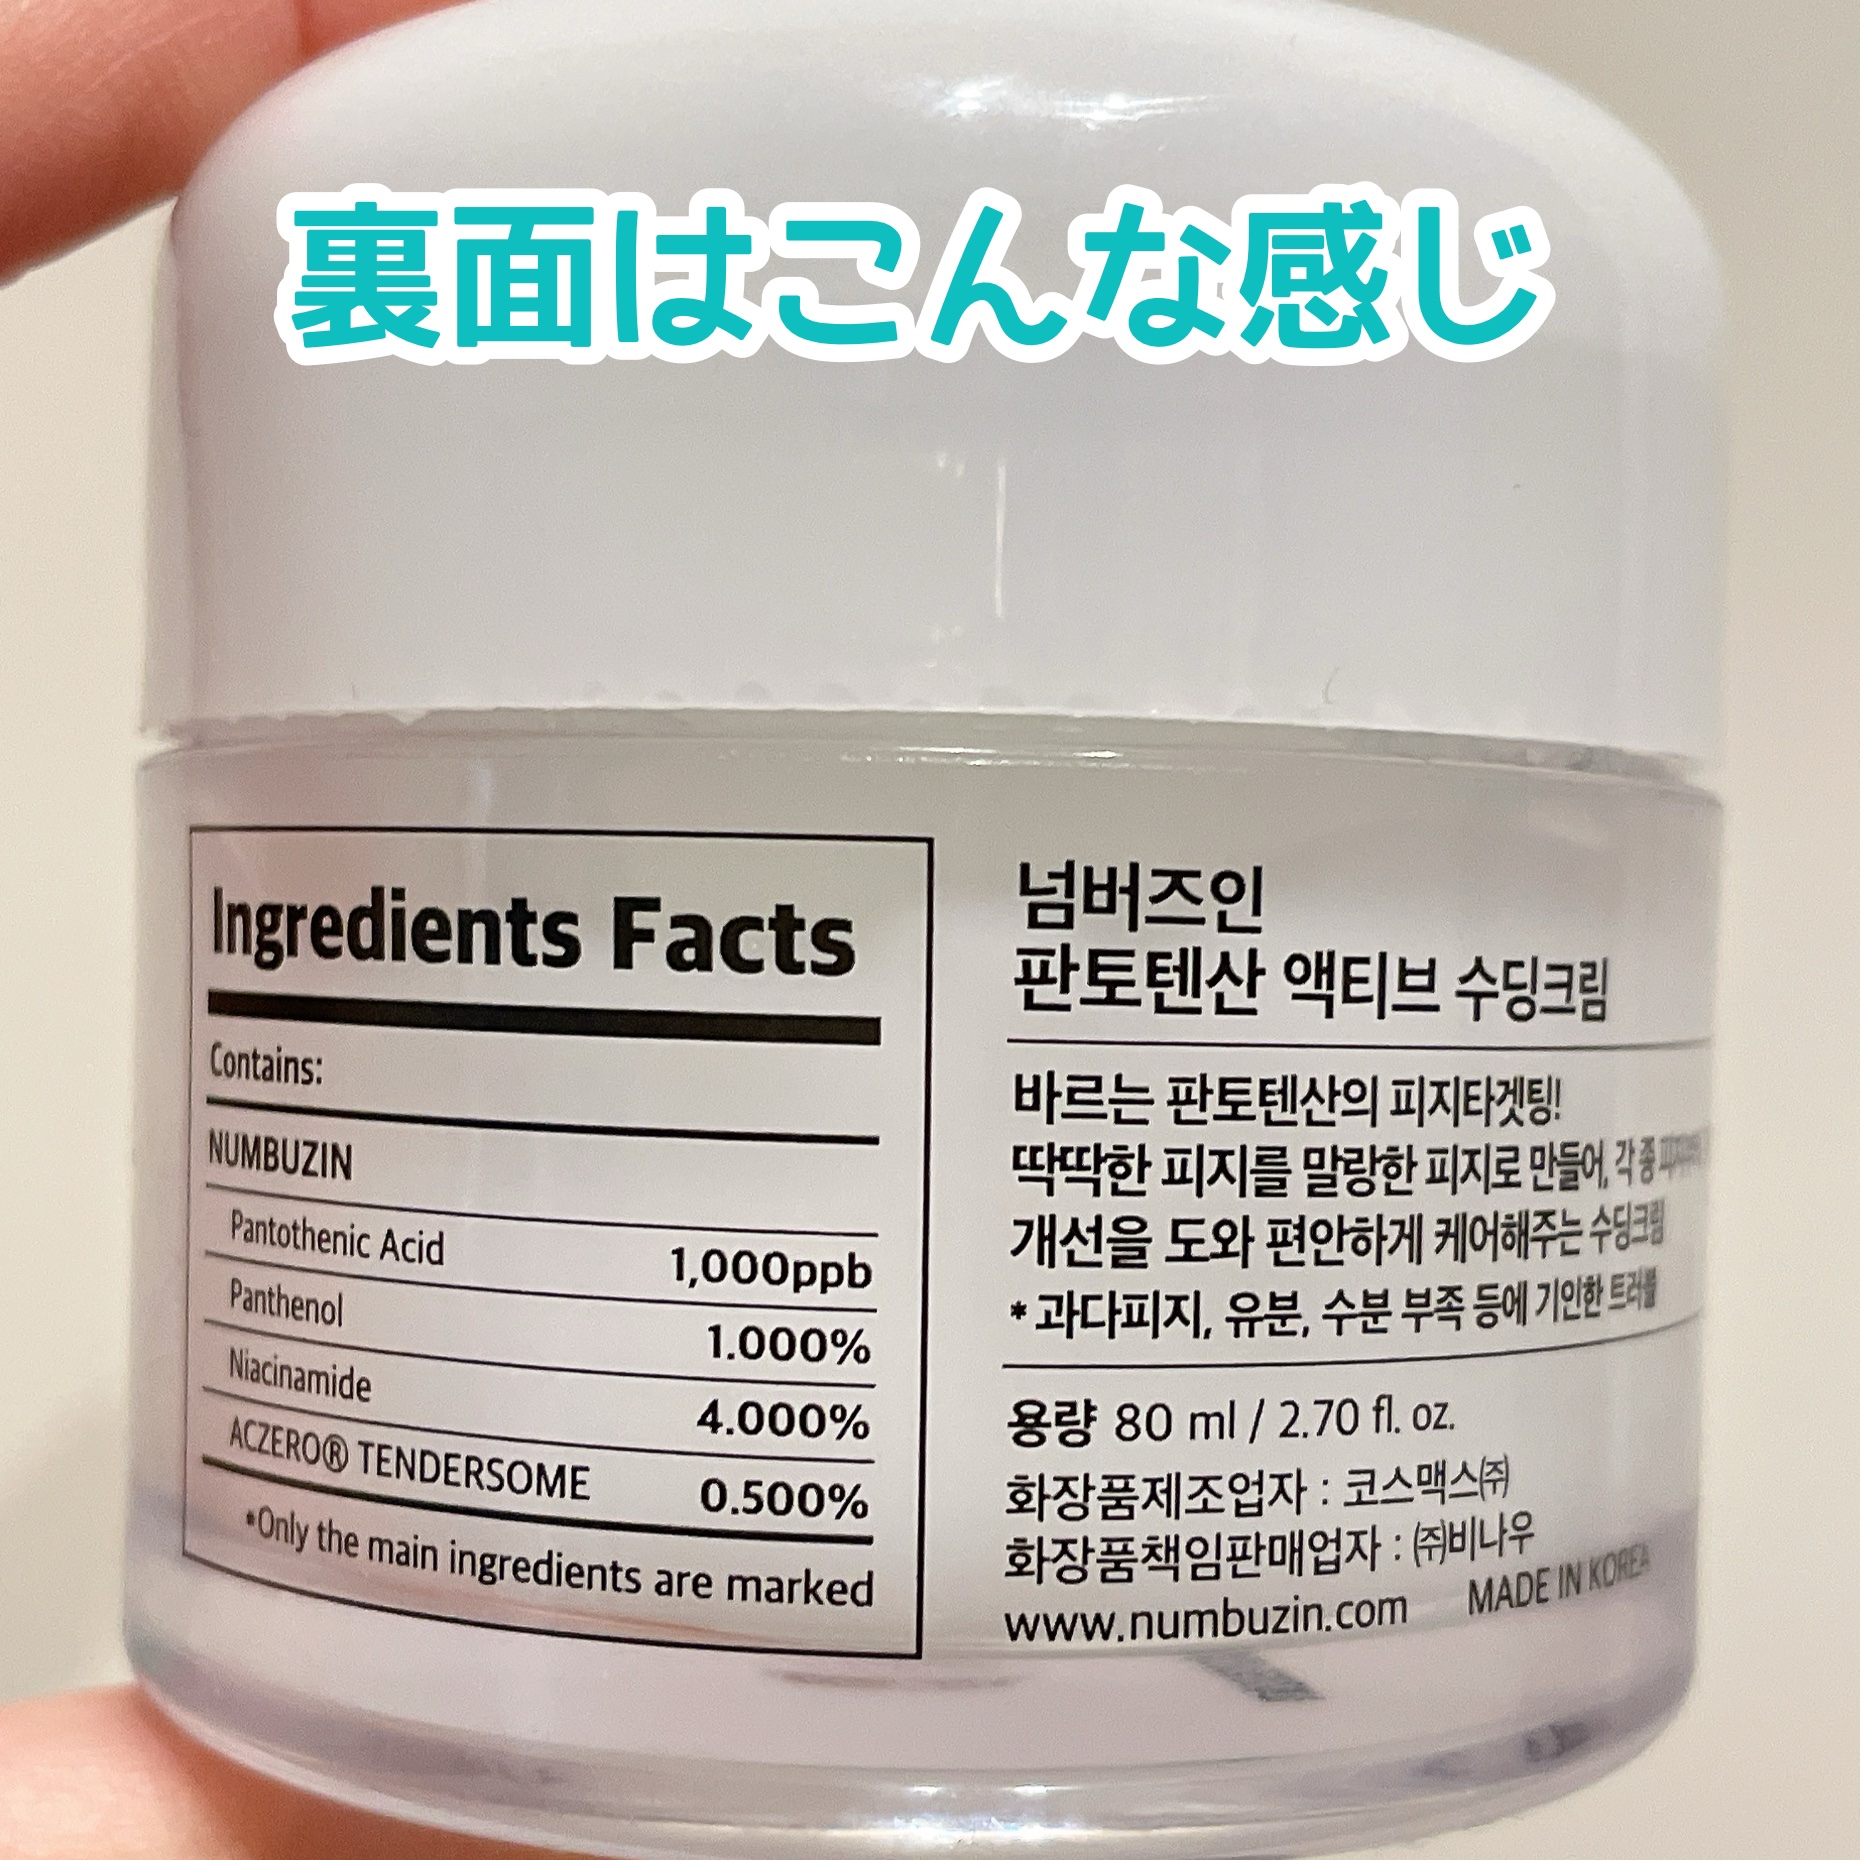 裏面はこんな感じ
Ingredients Facts
Contains:
NUMBUZIN
Pantothenic Acid 1,000ppb
Panthenol 1.000%
Niacinamide 4.000%
ACZERO® TENDERSOME 0.500%
*Only the main ingredients are marked
넘버즈인
판토텐산 액티브 수딩크림
바르는 판토텐산의 피지타겟팅!
딱딱한 피지를 말랑한 피지로 만들어, 각종
개선을 도와 편안하게 케어해주는 수딩크림
*과다피지, 유분, 수분 부족 등에 기인한 트러블
용량 80 ml / 2.70 fl. oz.
화장품제조업자 : 코스맥스㈜
화장품책임판매업자 : ㈜비나우
www.numbuzin.com MADE IN KOREA